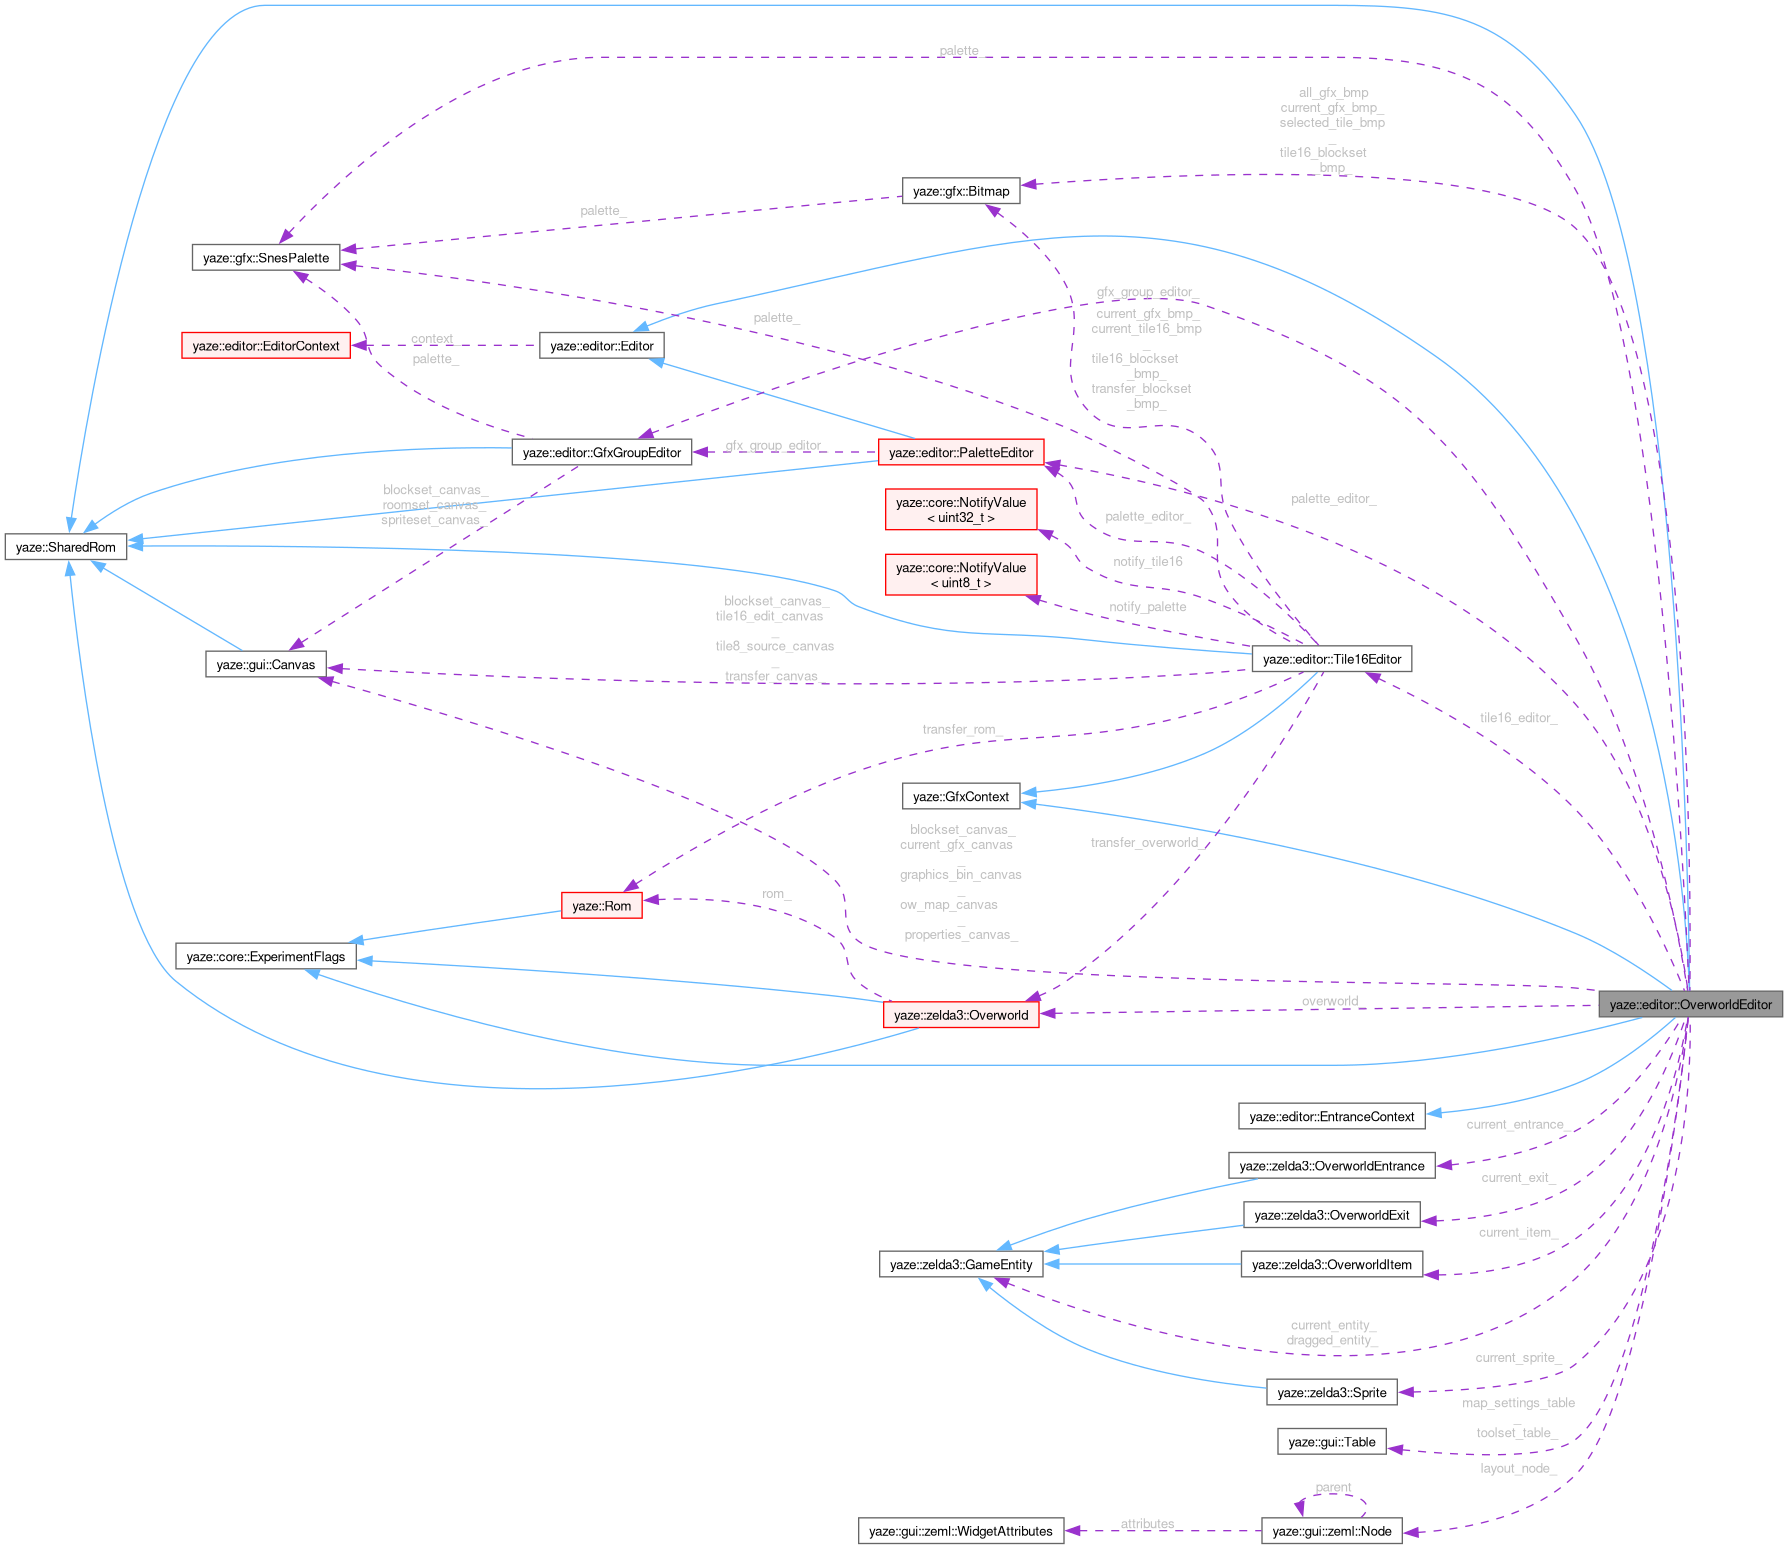 palette_
all_gfx_bmp
current_gfx_bmp_
selected_tile_bmp
_
tile16_blockset
_bmp_
yaze::gfx::Bitmap
palette_
yaze::gfx::SnesPalette
gfx_group_editor_
palette_
current_gfx_bmp_
current_tile16_bmp
_
tile16_blockset
_bmp_
transfer_blockset
_bmp_
yaze::editor::EditorContext
context
yaze::editor::Editor
palette_
gfx_group_editor_
yaze::editor::GfxGroupEditor
yaze::editor::PaletteEditor
blockset_canvas_
roomset_canvas_
spriteset_canvas_
yaze::core::NotifyValue
< uint32_t >
palette_editor_
palette_editor_
yaze::SharedRom
notify_tile16
yaze::core::NotifyValue
< uint8_t >
notify_palette
blockset_canvas_
tile16_edit_canvas
_
tile8_source_canvas
_
transfer_canvas_
yaze::gui::Canvas
yaze::editor::Tile16Editor
tile16_editor_
transfer_rom_
yaze::GfxContext
blockset_canvas_
current_gfx_canvas
_
graphics_bin_canvas
_
ow_map_canvas
_
properties_canvas_
transfer_overworld_
rom_
yaze::Rom
yaze::core::ExperimentFlags
overworld_
yaze::zelda3::Overworld
yaze::editor::OverworldEditor
yaze::editor::EntranceContext
current_entrance_
yaze::zelda3::OverworldEntrance
current_exit_
yaze::zelda3::OverworldExit
current_item_
yaze::zelda3::GameEntity
yaze::zelda3::OverworldItem
current_entity_
dragged_entity_
current_sprite_
yaze::zelda3::Sprite
map_settings_table
_
toolset_table_
yaze::gui::Table
layout_node_
parent
attributes
yaze::gui::zeml::WidgetAttributes
yaze::gui::zeml::Node